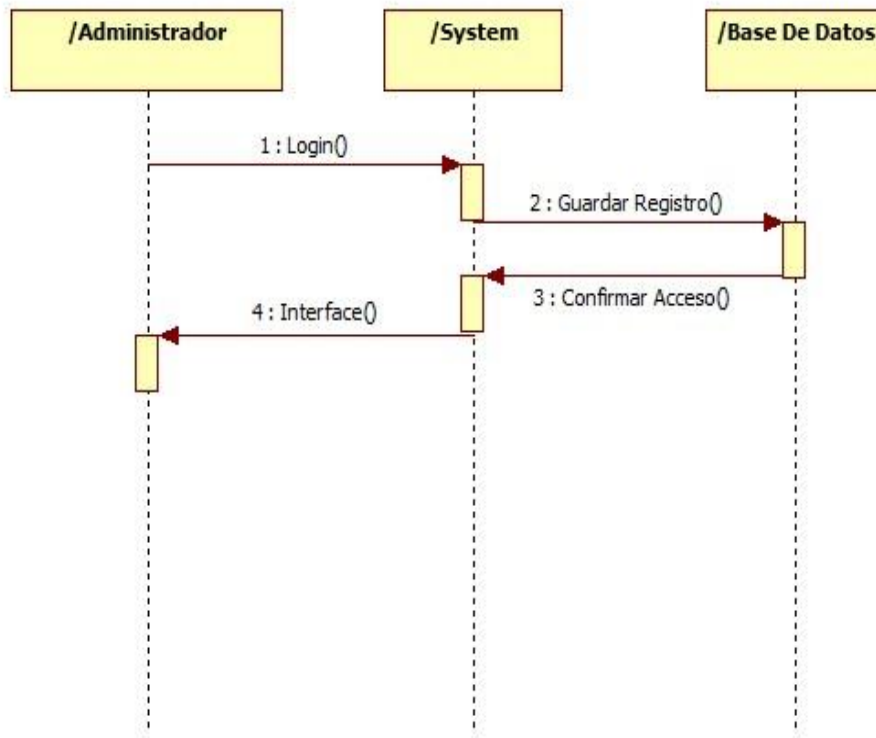 /Administrador
/System
/Base De Datos
1 : Login()
2 : Guardar Registro()
3 : Confirmar Acceso()
4 : Interface()